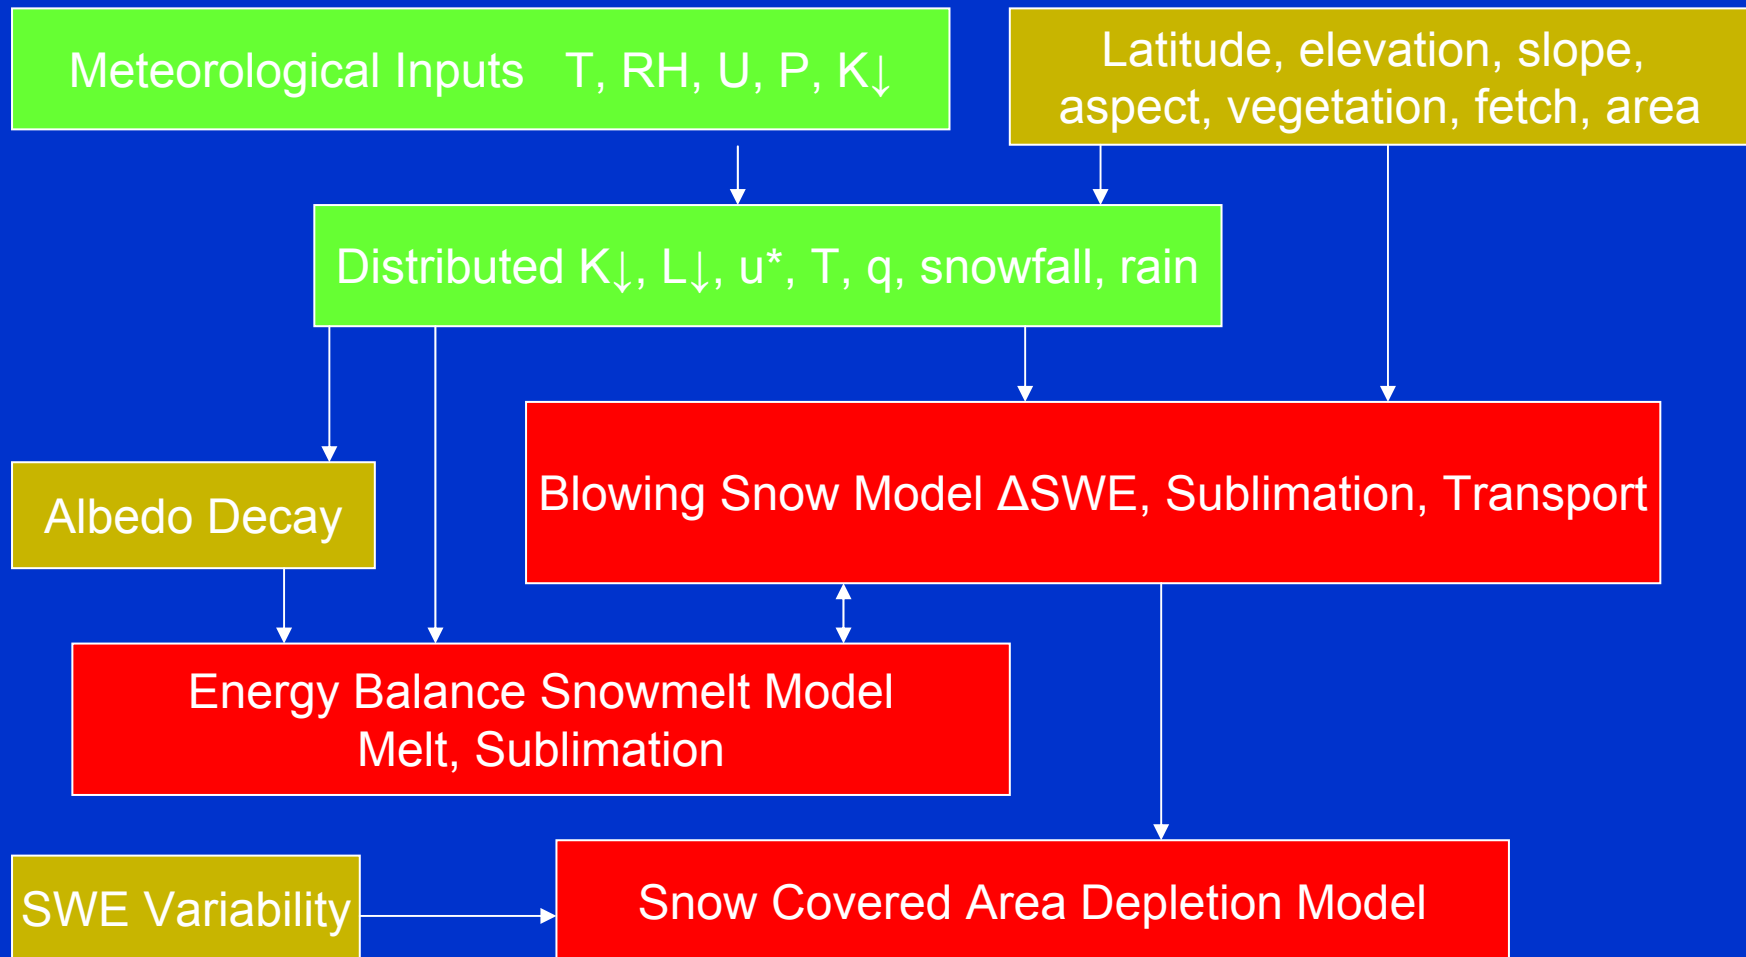 Meteorological Inputs T, RH, U, P, K↓
Latitude, elevation, slope,
aspect, vegetation, fetch, area
Distributed K↓, L↓, u*, T, q, snowfall, rain
Blowing Snow Model ΔSWE, Sublimation, Transport
Albedo Decay
Energy Balance Snowmelt Model
Melt, Sublimation
SWE Variability
Snow Covered Area Depletion Model